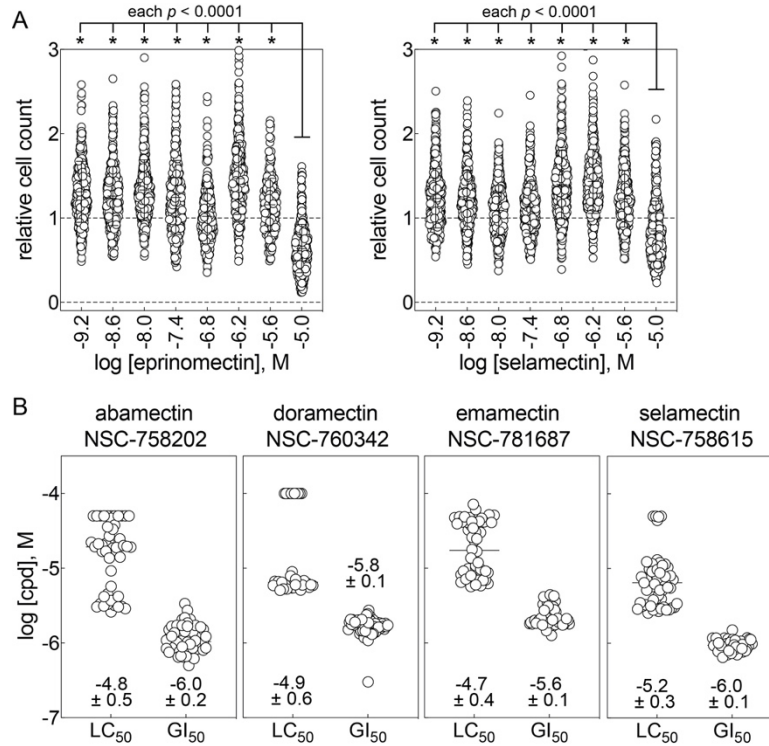 A
each p < 0.0001
* * * * * * *
3
2
1
0
relative cell count
-9.2 -8.6 -8.0 -7.4 -6.8 -6.2 -5.6 -5.0
log [eprinomectin], M
each p < 0.0001
* * * * * * *
3
2
1
0
relative cell count
-9.2 -8.6 -8.0 -7.4 -6.8 -6.2 -5.6 -5.0
log [selamectin], M
B
abamectin
NSC-758202
doramectin
NSC-760342
emamectin
NSC-781687
selamectin
NSC-758615
-4
-5
-6
-7
log [cpd], M
-4.8
± 0.5
-6.0
± 0.2
LC50 GI50
-5.8
± 0.1
-4.9
± 0.6
LC50 GI50
-4.7
± 0.4
-5.6
± 0.1
LC50 GI50
-5.2
± 0.3
-6.0
± 0.1
LC50 GI50